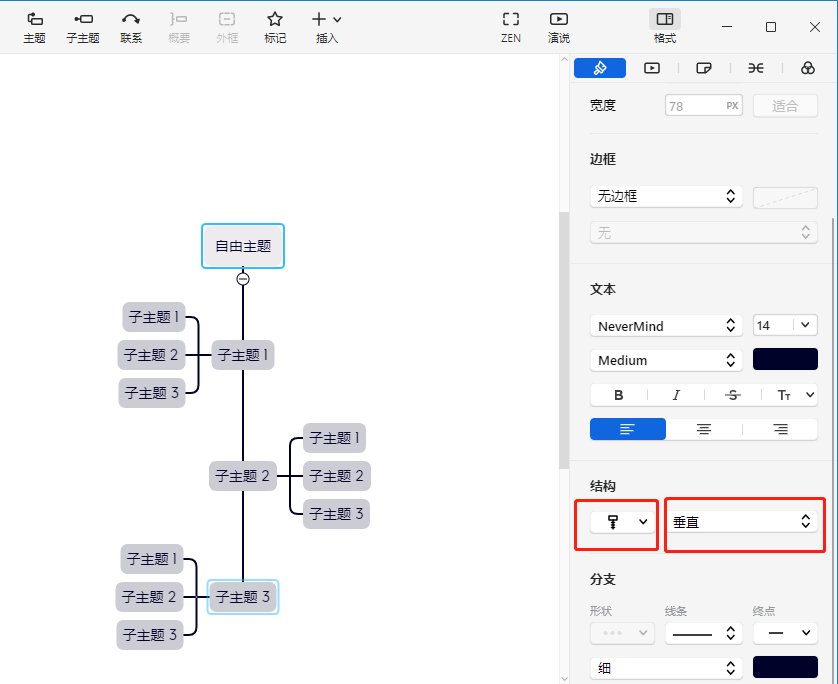 主题
子主题
联系
概要
外框
标记
插入
ZEN
演说
格式
宽度
78
PX
适合
边框
无边框
无
文本
NeverMind
14
Medium
B
I
S
TT
结构
垂直
分支
形状
线条
终点
细
自由主题
子主题 1
子主题 2
子主题 3
子主题 1
子主题 2
子主题 1
子主题 2
子主题 3
子主题 3
子主题 1
子主题 2
子主题 3